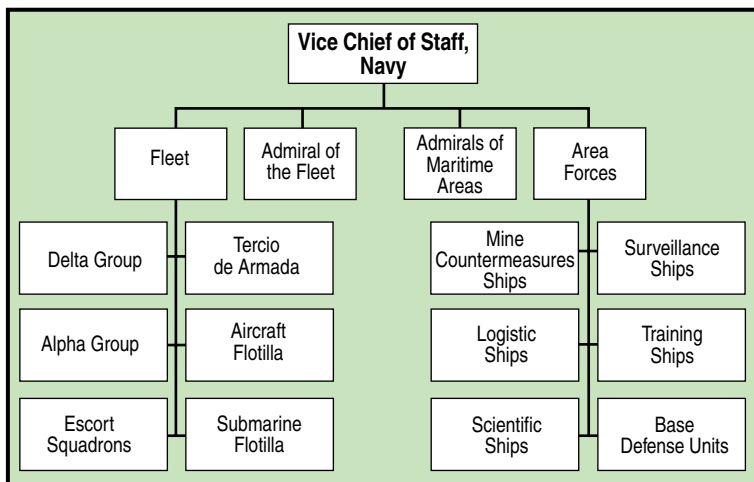 Vice Chief of Staff,
Navy
Fleet
Admiral of
the Fleet
Admirals of
Maritime
Areas
Area
Forces
Delta Group
Tercio
de Armada
Mine
Countermeasures
Ships
Surveillance
Ships
Alpha Group
Aircraft
Flotilla
Logistic
Ships
Training
Ships
Escort
Squadrons
Submarine
Flotilla
Scientific
Ships
Base
Defense Units